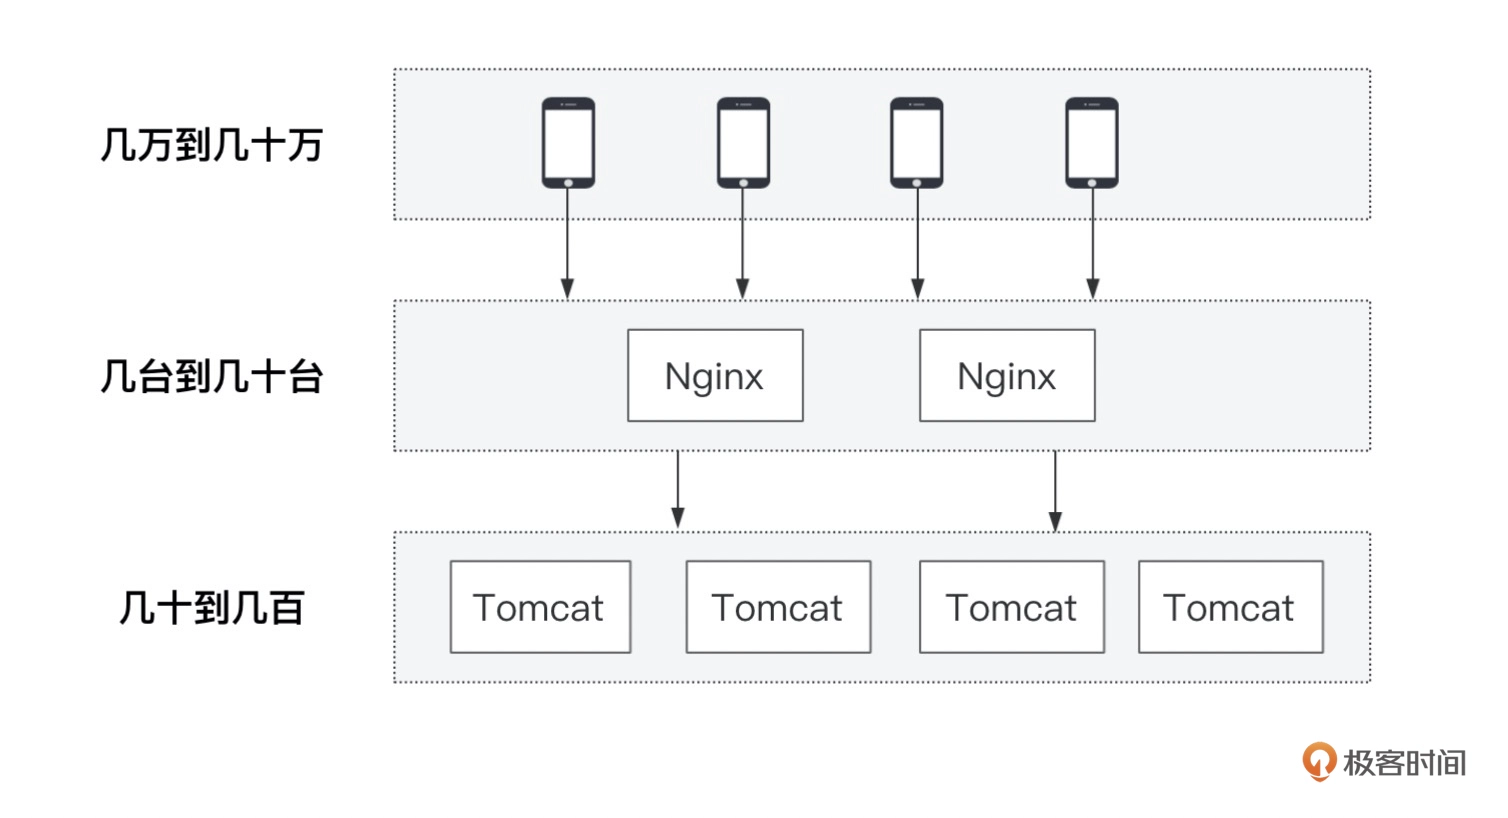 几万到几十万
几台到几十台
Nginx Nginx
几十到几百
Tomcat Tomcat Tomcat Tomcat
极客时间